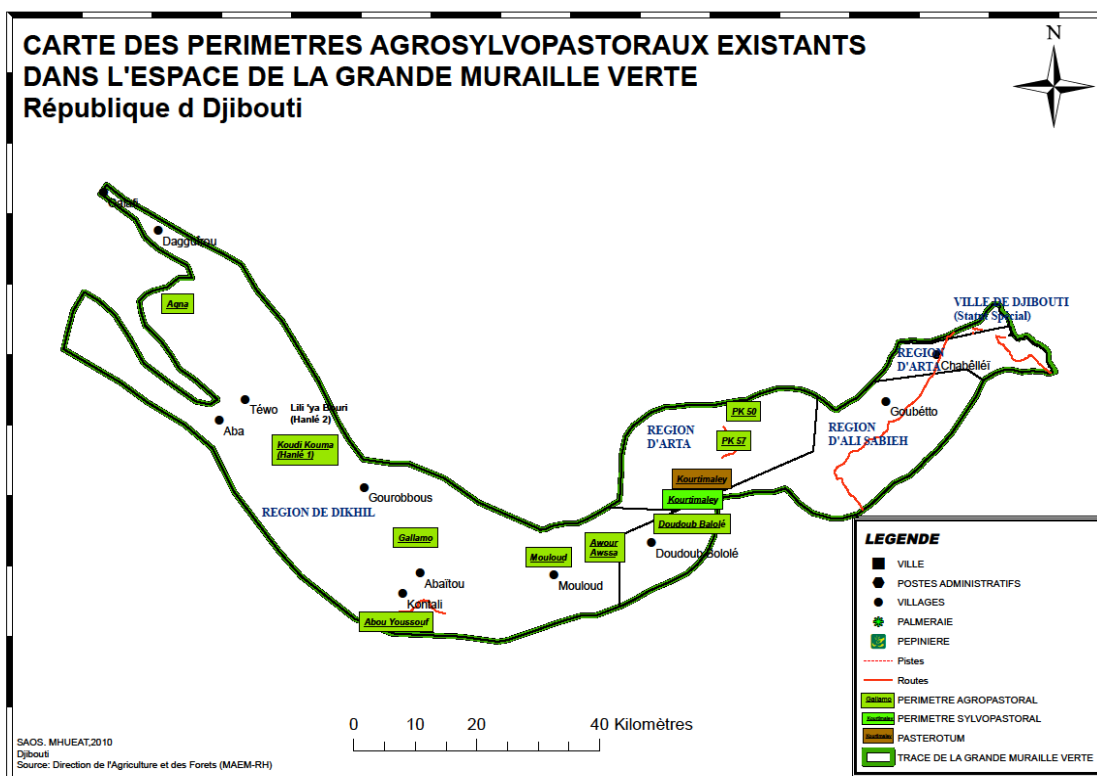 CARTE DES PERIMETRES AGROSYLVOPASTORAUX EXISTANTS
DANS L'ESPACE DE LA GRANDE MURAILLE VERTE
République d Djibouti
N
Galafi
Dagguirou
Agna
VILLE DE DJIBOUTI
(Statut Spécial)
REGION
D'ARTA
Chabêlléï
Téwo
Lili 'ya Bouri
(Hanlé 2)
Aba
Koudi Kouma
(Hanlé 1)
PK 50
Goubétto
REGION
D'ARTA
PK 57
REGION
D'ALI SABIEH
Kourtimaley
Gourobbous
Kourtimaley
REGION DE DIKHIL
Doudoub Balolé
Gallamo
Awour
Awssa
Doudoub Bololé
Mouloud
Abaïtou
Mouloud
Kontali
Abou Youssouf
LEGENDE
VILLE
POSTES ADMINISTRATIFS
VILLAGES
PALMERAIE
PEPINIERE
Pistes
Routes
Gallamo PERIMETRE AGROPASTORAL
PERIMETRE SYLVOPASTORAL
PASTEROTUM
TRACE DE LA GRANDE MURAILLE VERTE
0 10 20 40 Kilomètres
SAOS. MHUEAT,2010
Djibouti
Source: Direction de l'Agriculture et des Forets (MAEM-RH)